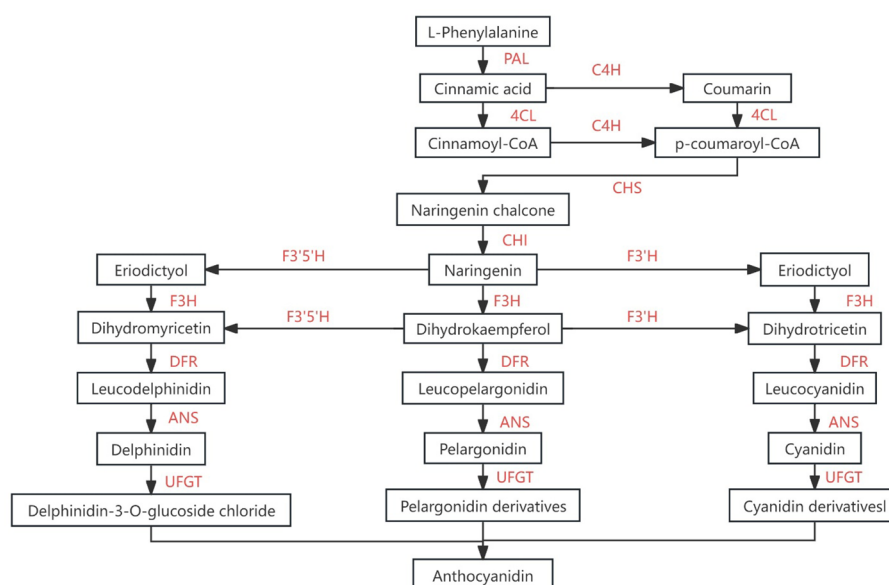 L-Phenylalanine
PAL
C4H
Cinnamic acid
Coumarin
4CL
4CL
C4H
Cinnamoyl-CoA
p-coumaroyl-CoA
CHS
Naringenin chalcone
CHI
F3'5'H
F3'H
Eriodictyol
Naringenin
Eriodictyol
F3H
F3H
F3H
F3'5'H
F3'H
Dihydromyricetin
Dihydrokaempferol
Dihydrotricetin
DFR
DFR
DFR
Leucodelphinidin
Leucopelargonidin
Leucocyanidin
ANS
ANS
ANS
Delphinidin
Pelargonidin
Cyanidin
UFGT
UFGT
UFGT
Delphinidin-3-O-glucoside chloride
Pelargonidin derivatives
Cyanidin derivativesl
Anthocyanidin